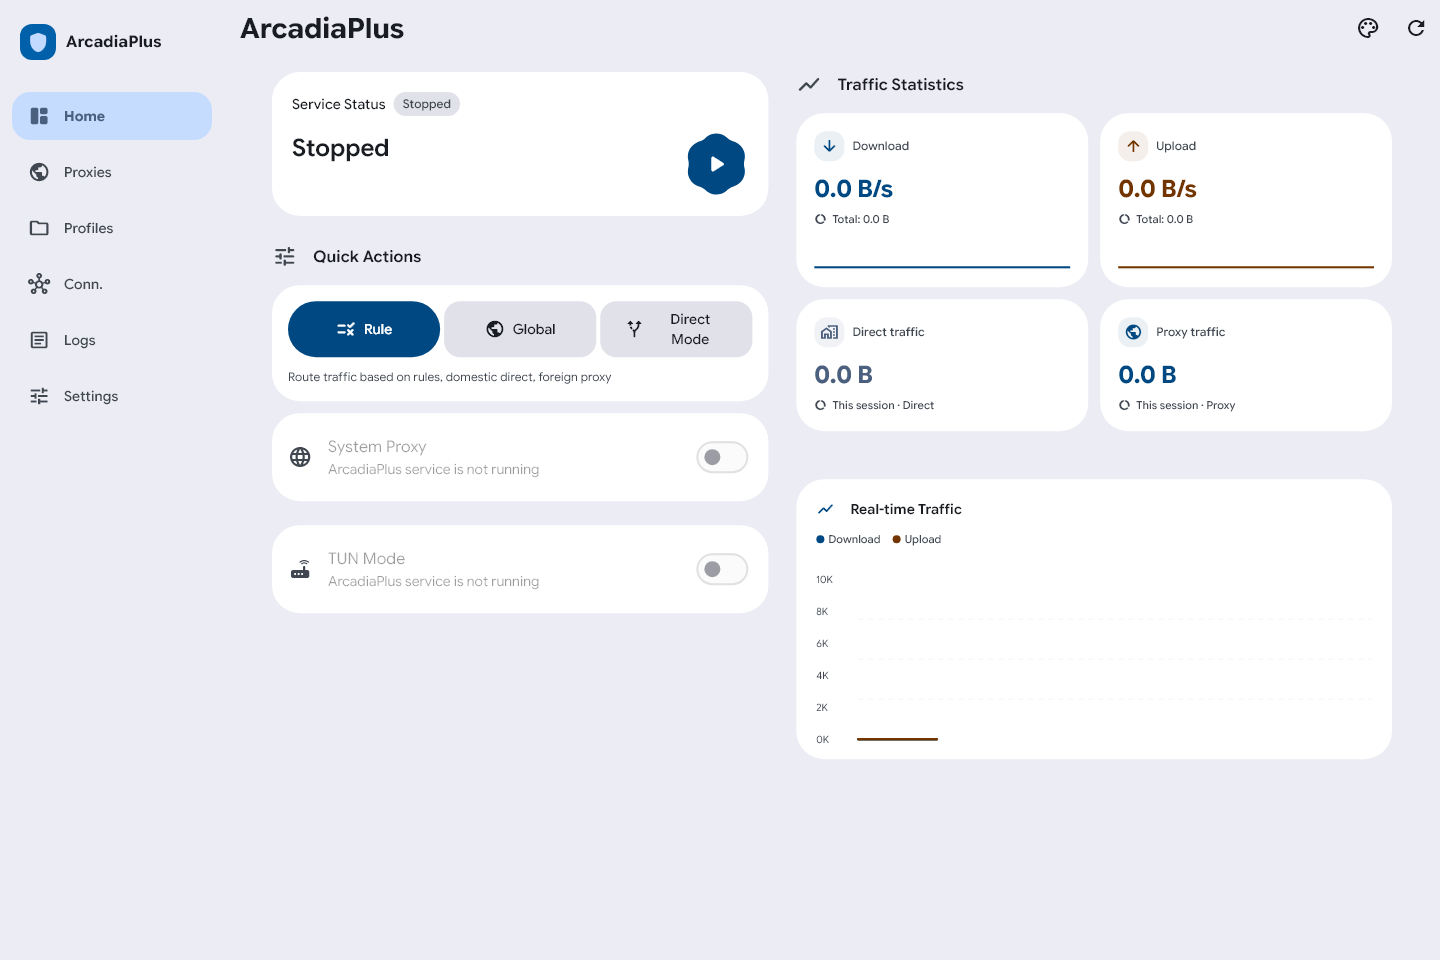 ArcadiaPlus
Home
Proxies
Profiles
Conn.
Logs
Settings
ArcadiaPlus
Service Status
Stopped
Stopped
Quick Actions
Rule
Global
Direct
Mode
Route traffic based on rules, domestic direct, foreign proxy
System Proxy
ArcadiaPlus service is not running
TUN Mode
ArcadiaPlus service is not running
Traffic Statistics
Download
0.0 B/s
Total: 0.0 B
Upload
0.0 B/s
Total: 0.0 B
Direct traffic
0.0 B
This session · Direct
Proxy traffic
0.0 B
This session · Proxy
Real-time Traffic
Download
Upload
10K
8K
6K
4K
2K
0K